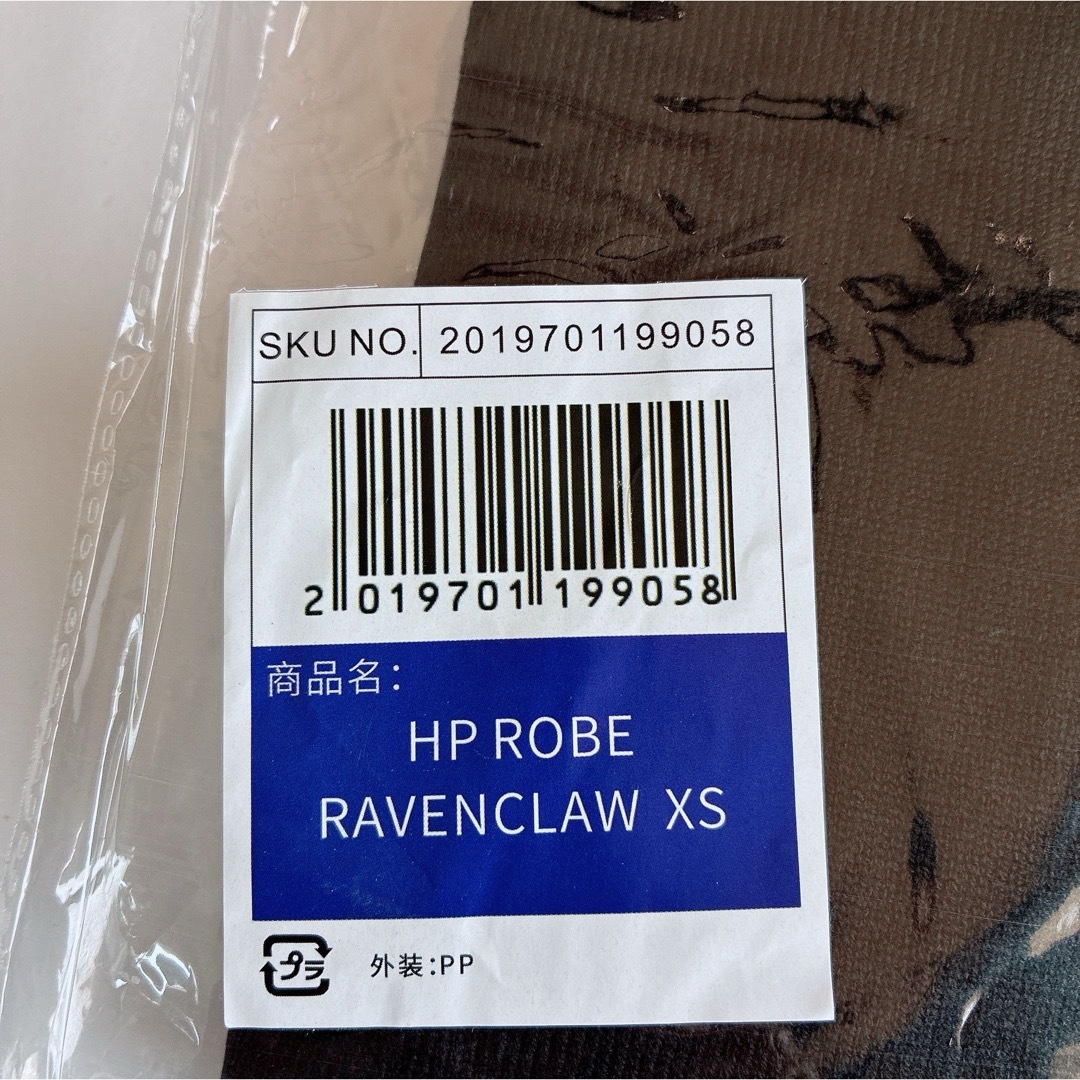 SKU NO. 2019701199058
2 019701 199058
商品名：
HP ROBE
RAVENCLAW XS
プラ 外装：PP